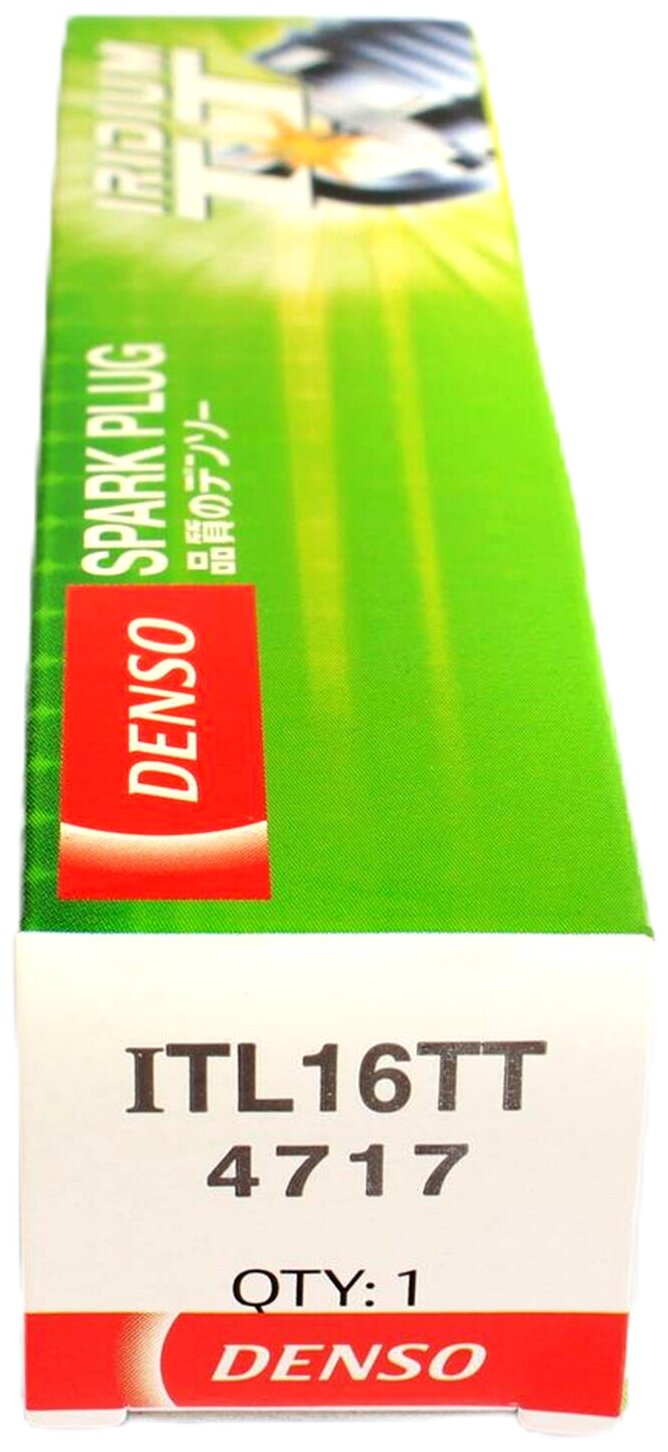 IRIDIUM
TT
SPARK PLUG
品質のデンソー
DENSO
ITL16TT
4717
QTY: 1
DENSO